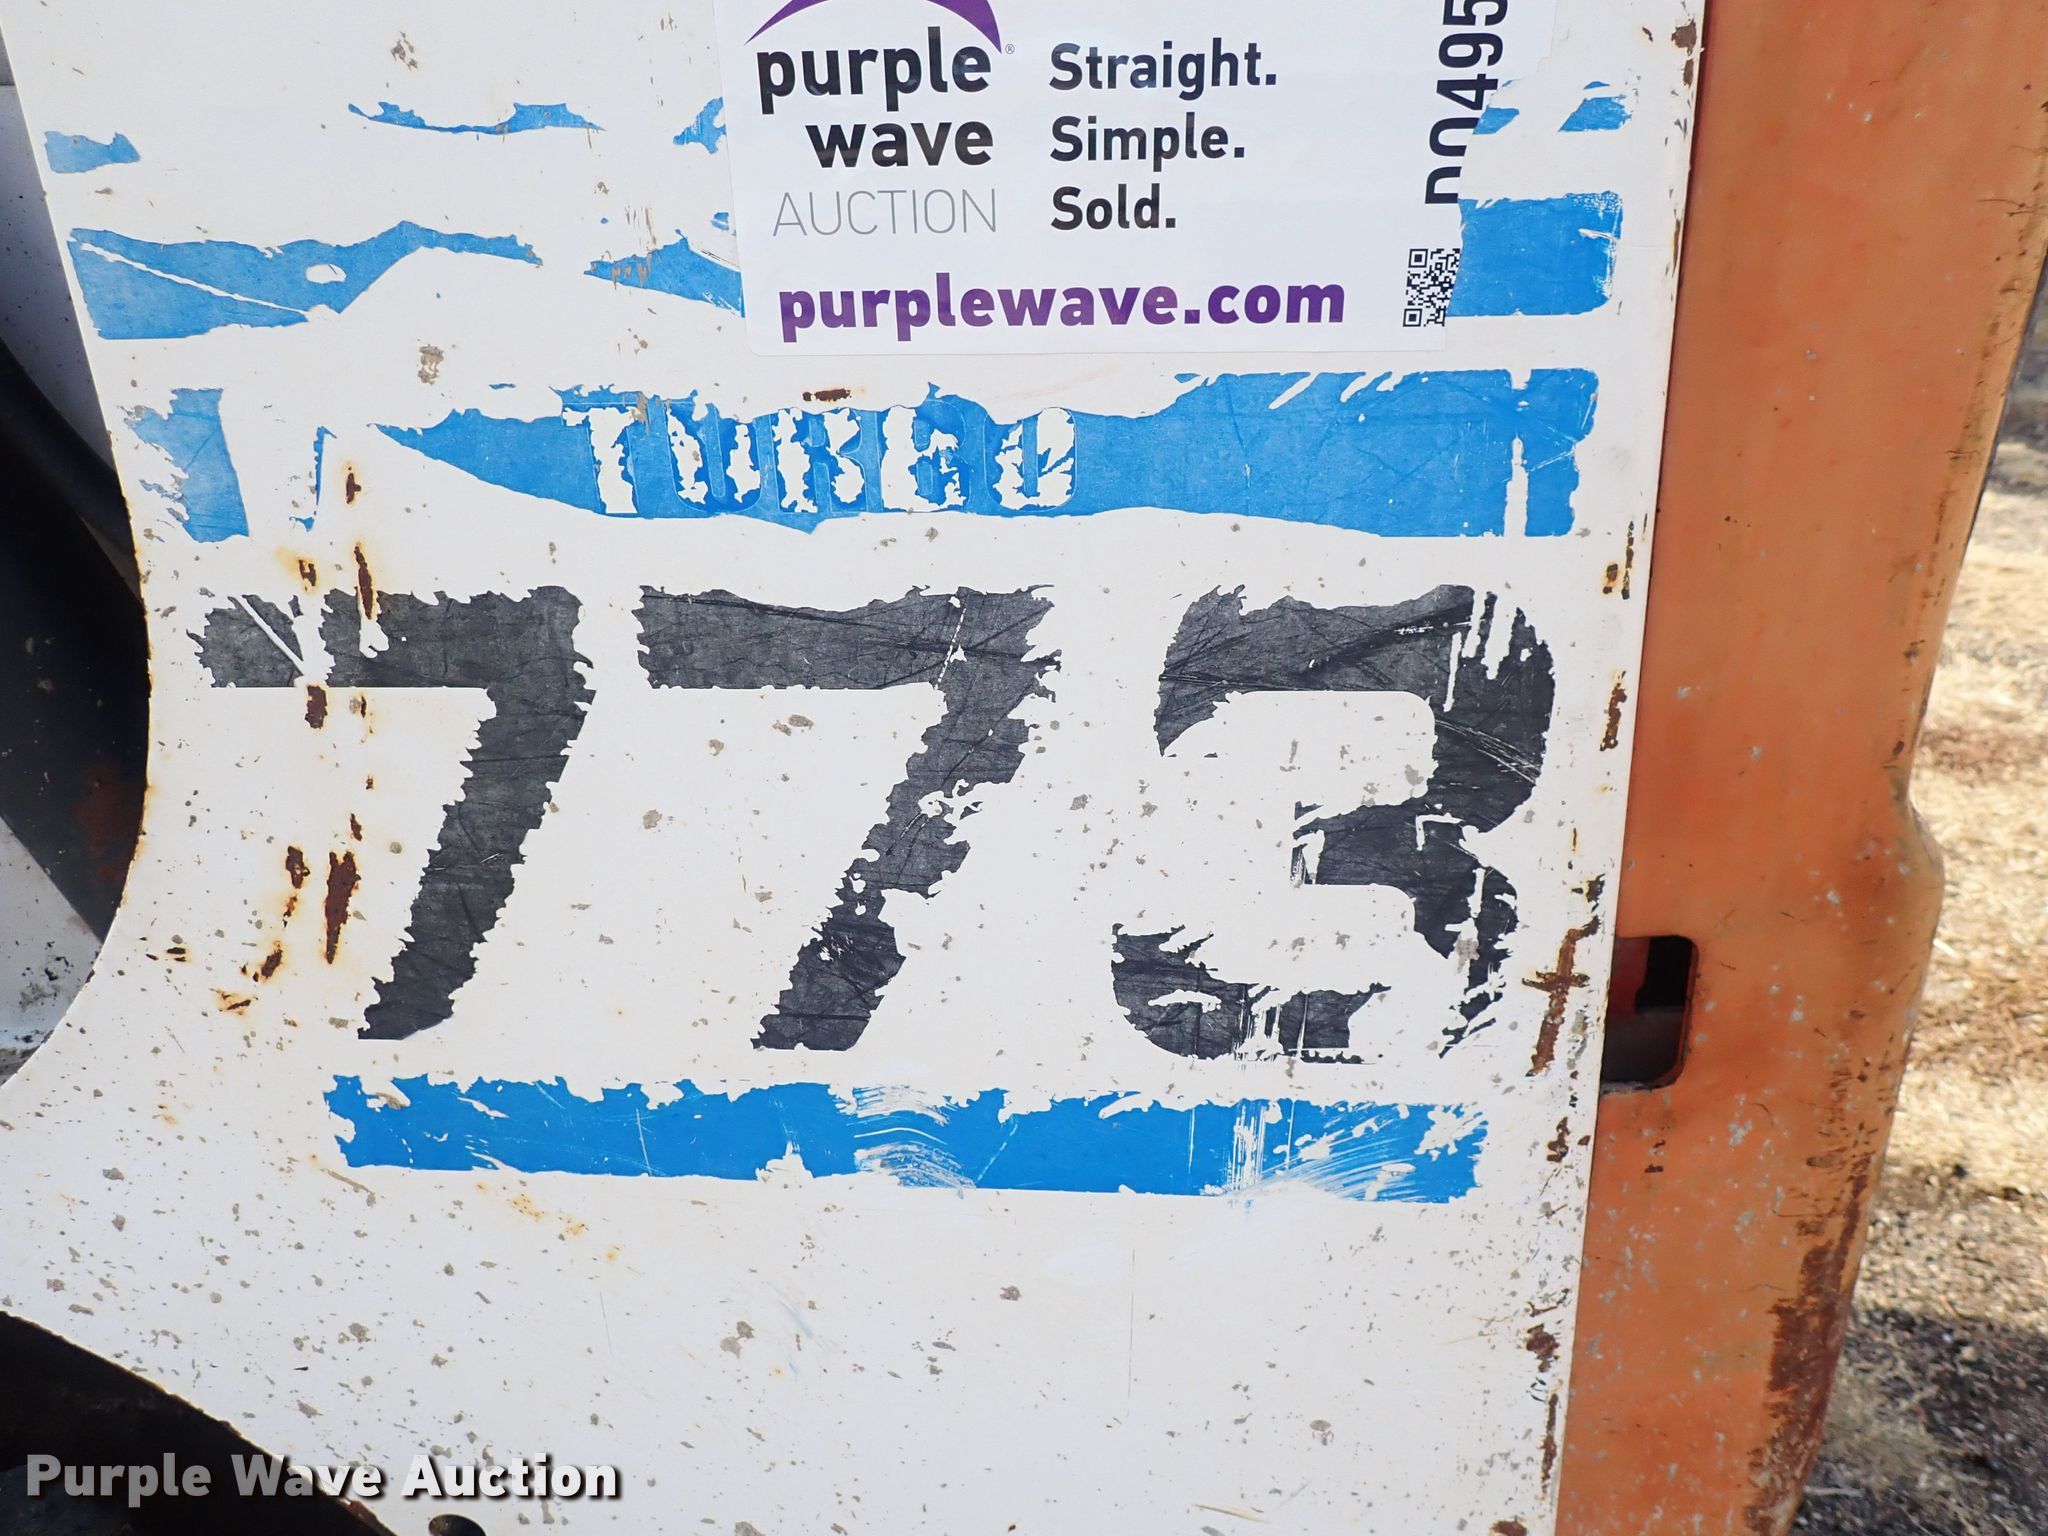 purple
wave
AUCTION
Straight.
Simple.
Sold.
purplewave.com
TURBO
773
Purple Wave Auction